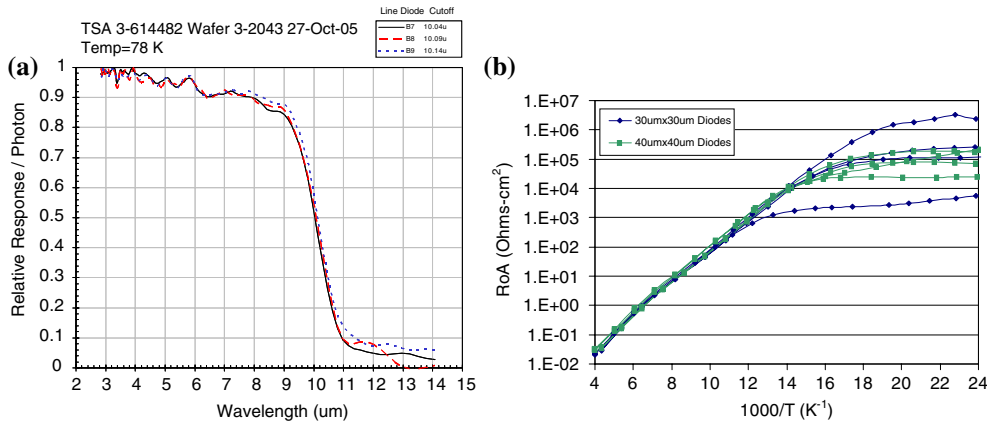 TSA 3-614482 Wafer 3-2043 27-Oct-05
Temp=78 K
Line Diode Cutoff
B7 10.04u
B8 10.09u
B9 10.14u
(a)
1
0.9
0.8
0.7
0.6
0.5
0.4
0.3
0.2
0.1
0
Relative Response / Photon
2 3 4 5 6 7 8 9 10 11 12 13 14 15
Wavelength (um)
(b)
1.E+07
1.E+06
1.E+05
1.E+04
1.E+03
1.E+02
1.E+01
1.E+00
1.E-01
1.E-02
RoA (Ohms-cm²)
30umx30um Diodes
40umx40um Diodes
4 6 8 10 12 14 16 18 20 22 24
1000/T (K⁻¹)